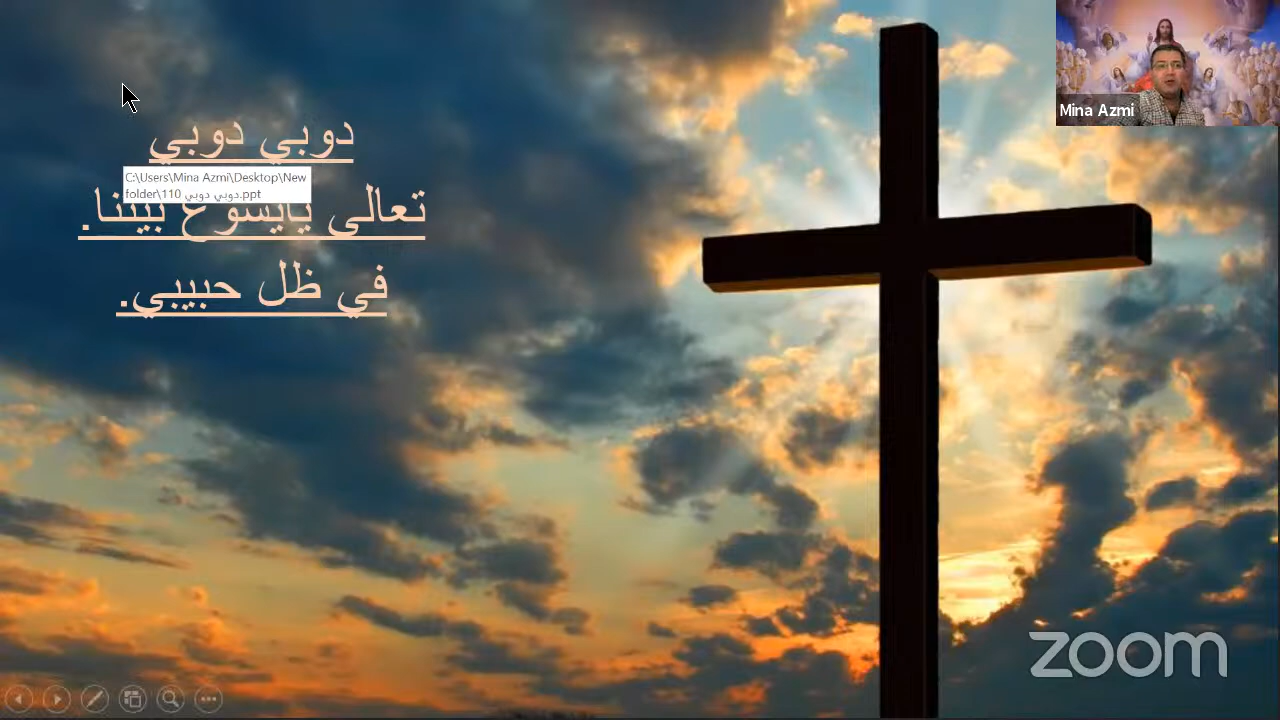 دوبي دوبي
C:\Users\Mina Azmi\Desktop\New
folder\110 دوبي دوبي.ppt
تعالى يايسوع بيننا.
في ظل حبيبي.
Mina Azmi
zoom